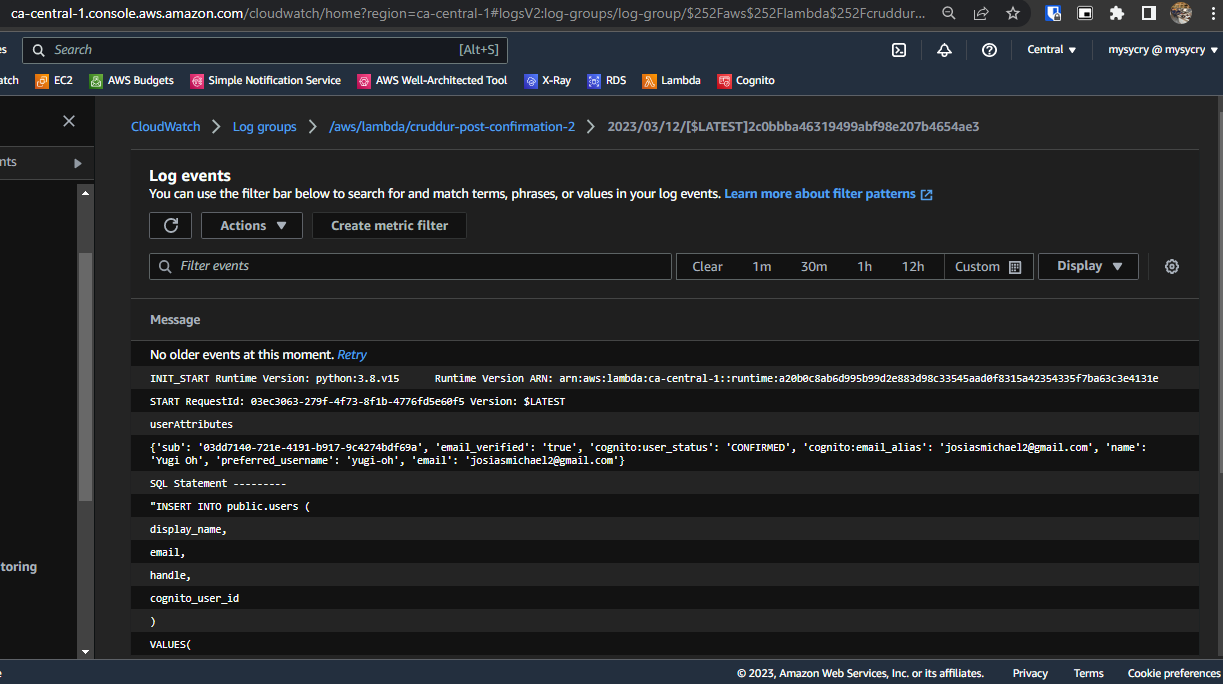 ca-central-1.console.aws.amazon.com/cloudwatch/home?region=ca-central-1#logsV2:log-groups/log-group/$252Faws$252Flambda$252Fcruddur...
es Search [Alt+S] Central ▼ mysycry @ mysycry ▼
atch EC2 AWS Budgets Simple Notification Service AWS Well-Architected Tool X-Ray RDS Lambda Cognito
CloudWatch > Log groups > /aws/lambda/cruddur-post-confirmation-2 > 2023/03/12/[$LATEST]2c0bbba46319499abf98e207b4654ae3
nts
Log events
You can use the filter bar below to search for and match terms, phrases, or values in your log events. Learn more about filter patterns
Actions ▼ Create metric filter
Filter events Clear 1m 30m 1h 12h Custom Display ▼
Message
No older events at this moment. Retry
INIT_START Runtime Version: python:3.8.v15 Runtime Version ARN: arn:aws:lambda:ca-central-1::runtime:a20b0c8ab6d995b99d2e883d98c33545aad0f8315a42354335f7ba63c3e4131e
START RequestId: 03ec3063-279f-4f73-8f1b-4776fd5e60f5 Version: $LATEST
userAttributes
{'sub': '03dd7140-721e-4191-b917-9c4274bdf69a', 'email_verified': 'true', 'cognito:user_status': 'CONFIRMED', 'cognito:email_alias': 'josiasmichael2@gmail.com', 'name':
'Yugi Oh', 'preferred_username': 'yugi-oh', 'email': 'josiasmichael2@gmail.com'}
SQL Statement ---------
"INSERT INTO public.users (
display_name,
email,
toring
handle,
cognito_user_id
)
VALUES(
e © 2023, Amazon Web Services, Inc. or its affiliates. Privacy Terms Cookie preferences